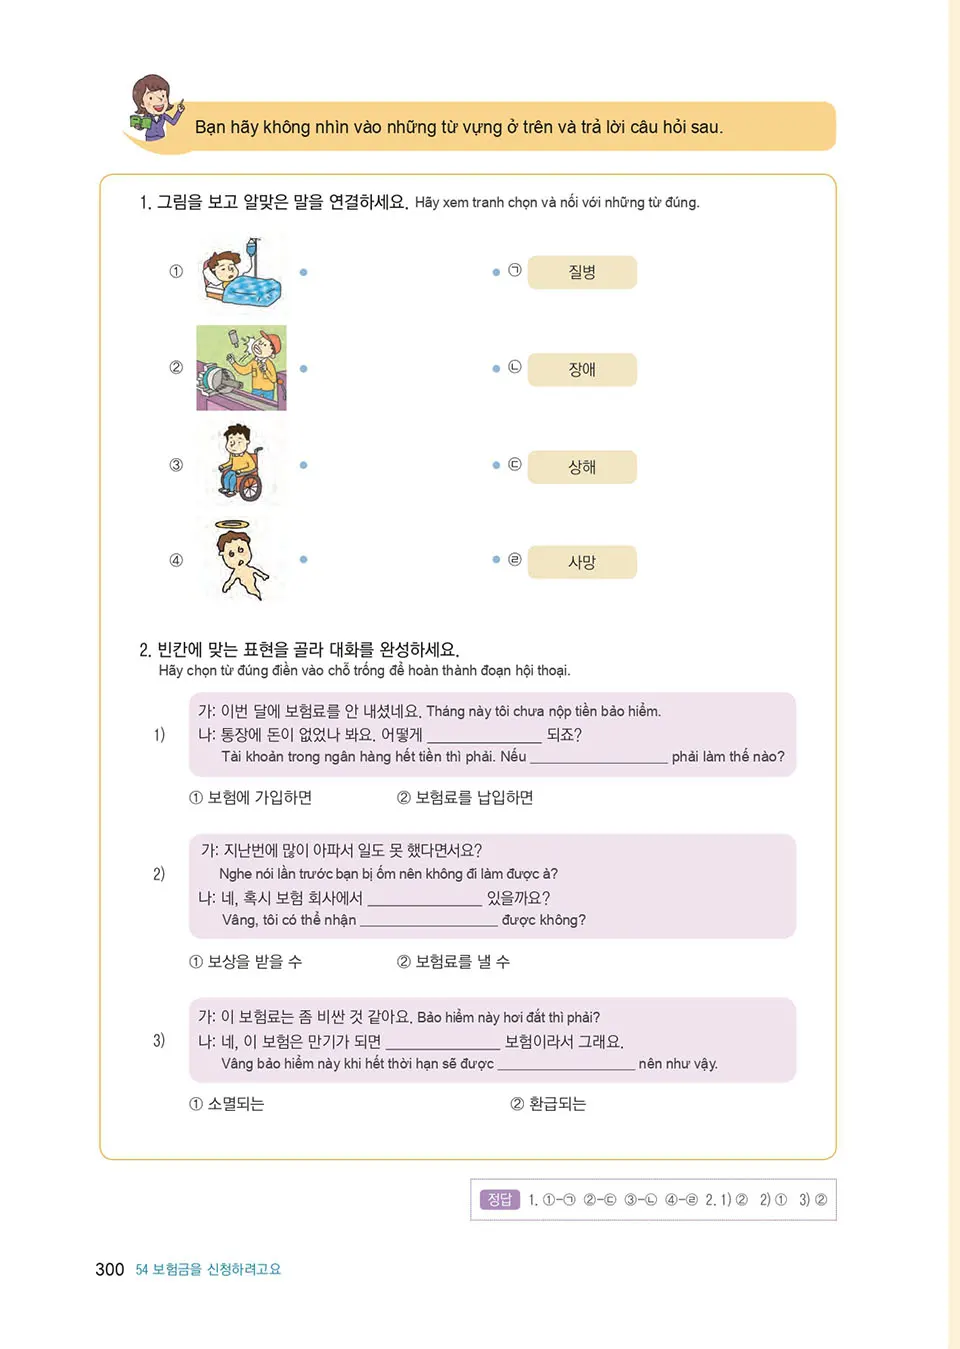 Bạn hãy không nhìn vào những từ vựng ở trên và trả lời câu hỏi sau.
1. 그림을 보고 알맞은 말을 연결하세요. Hãy xem tranh chọn và nối với những từ đúng.
① ㉠ 질병
② ㉡ 장애
③ ㉢ 상해
④ ㉣ 사망
2. 빈칸에 맞는 표현을 골라 대화를 완성하세요.
Hãy chọn từ đúng điền vào chỗ trống để hoàn thành đoạn hội thoại.
가: 이번 달에 보험료를 안 내셨네요. Tháng này tôi chưa nộp tiền bảo hiểm.
1) 나: 통장에 돈이 없었나 봐요. 어떻게 ______________ 되죠?
Tài khoản trong ngân hàng hết tiền thì phải. Nếu _________________ phải làm thế nào?
① 보험에 가입하면 ② 보험료를 납입하면
가: 지난번에 많이 아파서 일도 못 했다면서요?
2) Nghe nói lần trước bạn bị ốm nên không đi làm được à?
나: 네, 혹시 보험 회사에서 ______________ 있을까요?
Vâng, tôi có thể nhận _________________ được không?
① 보상을 받을 수 ② 보험료를 낼 수
가: 이 보험료는 좀 비싼 것 같아요. Bảo hiểm này hơi đắt thì phải?
3) 나: 네, 이 보험은 만기가 되면 ______________ 보험이라서 그래요.
Vâng bảo hiểm này khi hết thời hạn sẽ được _________________ nên như vậy.
① 소멸되는 ② 환급되는
정답 1. ①-㉠ ②-㉢ ③-㉡ ④-㉣ 2. 1) ② 2) ① 3) ②
300 54 보험금을 신청하려고요